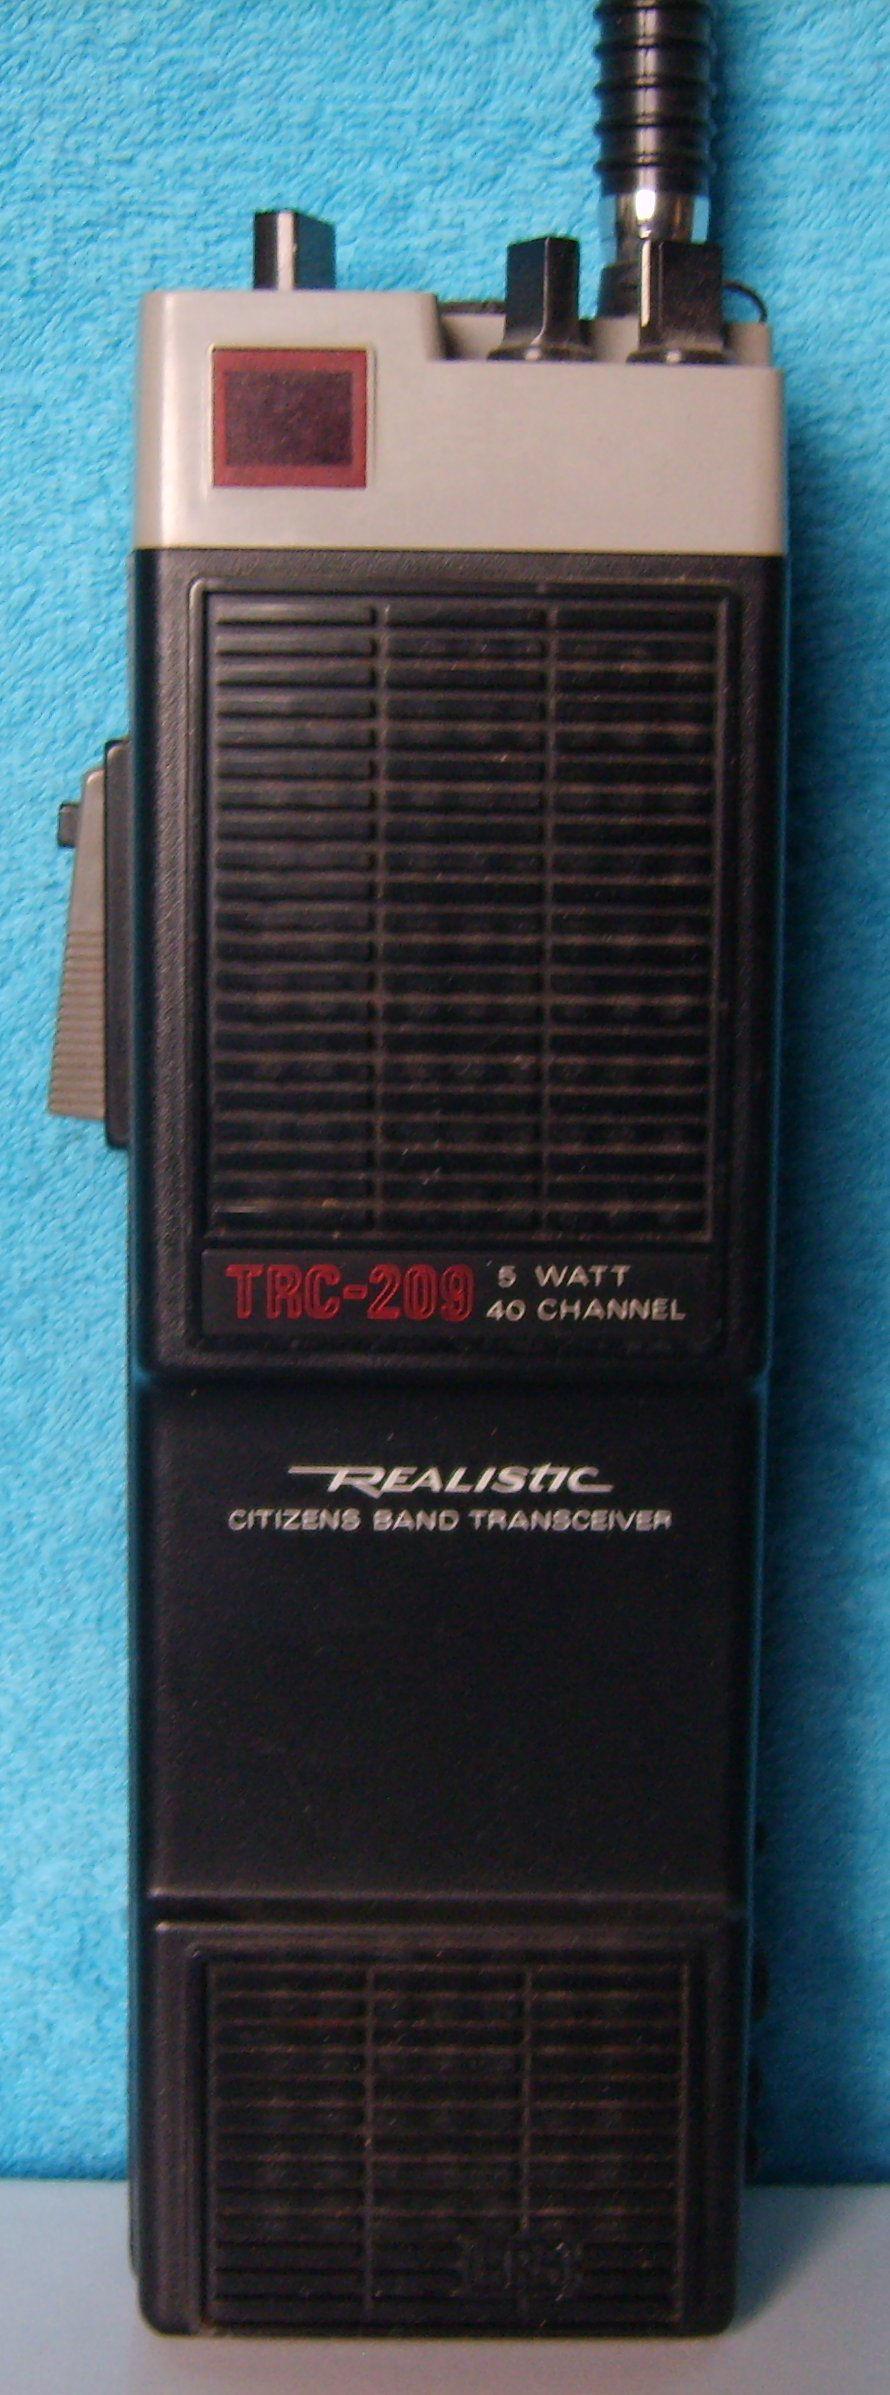 TRC-209
5 WATT
40 CHANNEL
REALISTIC
CITIZENS BAND TRANSCEIVER